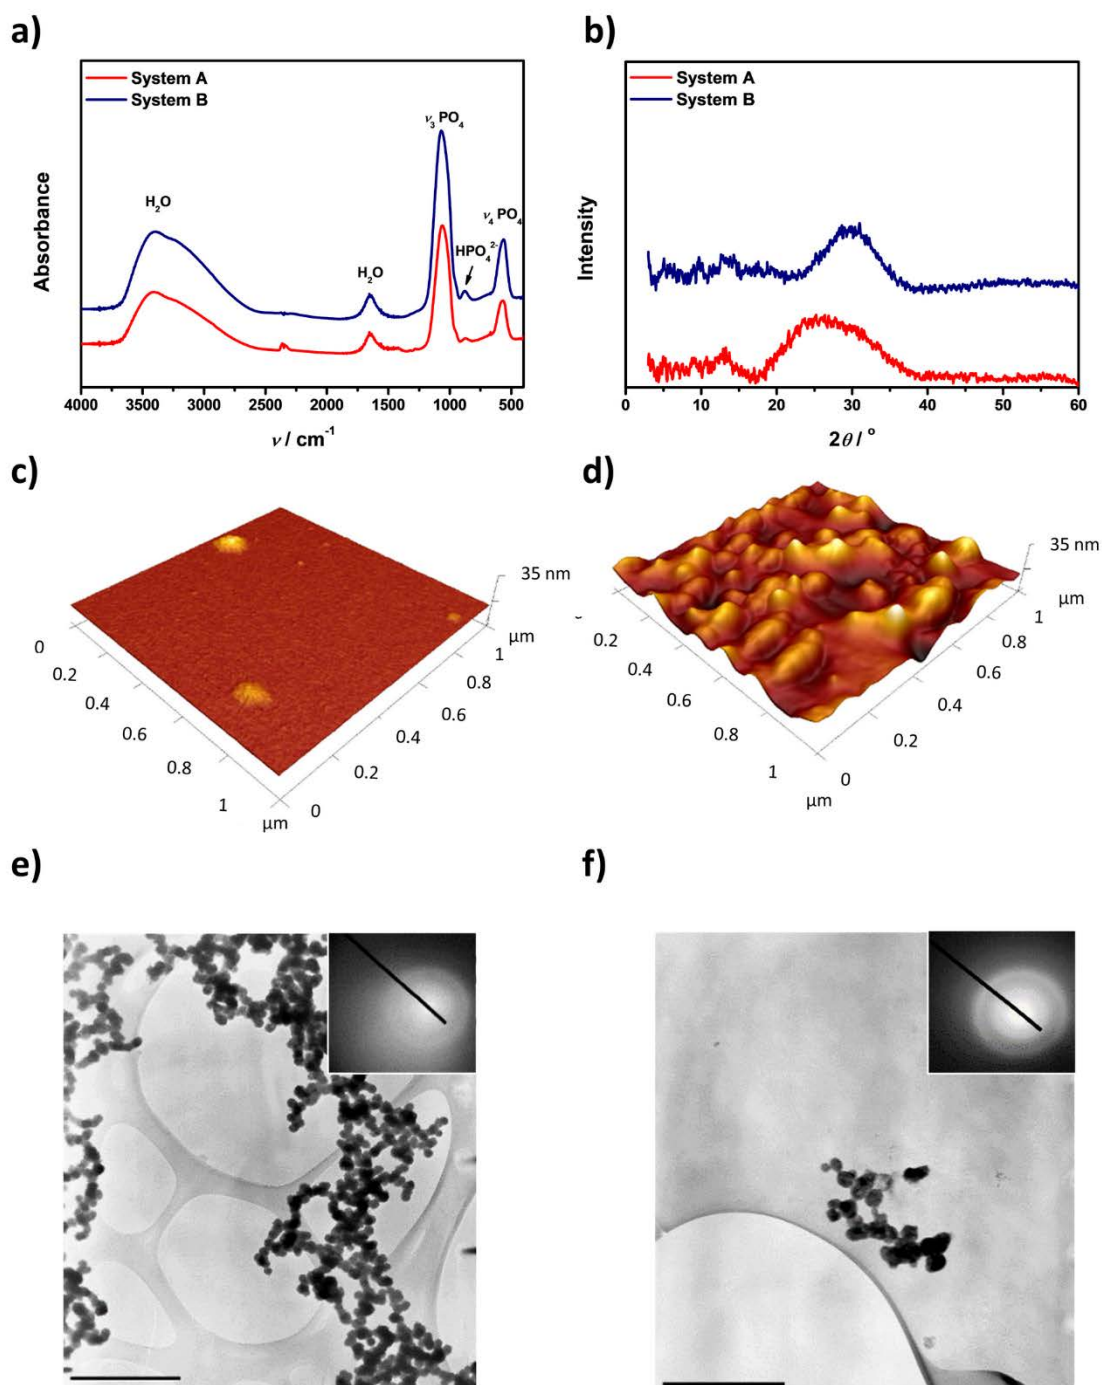 a)
System A
System B
H₂O
H₂O
ν₃ PO₄
HPO₄²⁻
ν₄ PO₄
Absorbance
4000 3500 3000 2500 2000 1500 1000 500
ν / cm⁻¹
b)
System A
System B
Intensity
0 10 20 30 40 50 60
2θ / °
c)
35 nm
µm
0
0.2
0.4
0.6
0.8
1
µm
0
0.2
0.4
0.6
0.8
1
d)
35 nm
µm
0.2
0.4
0.6
0.8
1
µm
0
0.2
0.4
0.6
0.8
1
e)
f)